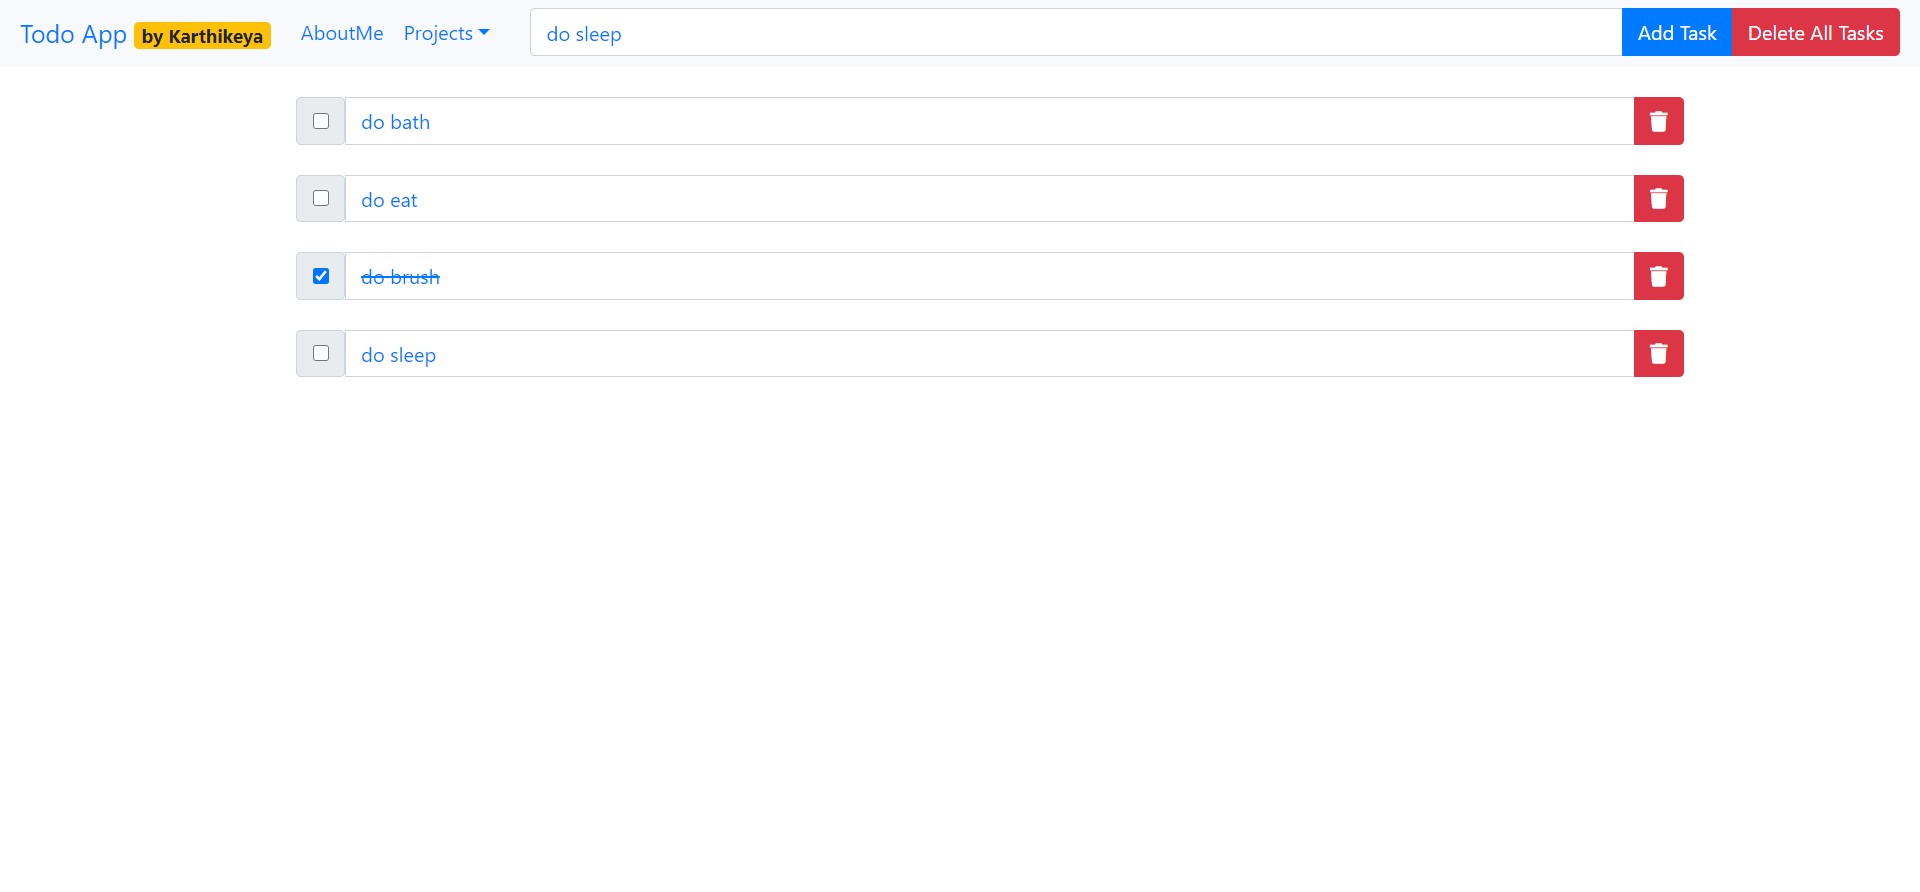 Todo App by Karthikeya AboutMe Projects do sleep Add Task Delete All Tasks
do bath
do eat
do brush
do sleep